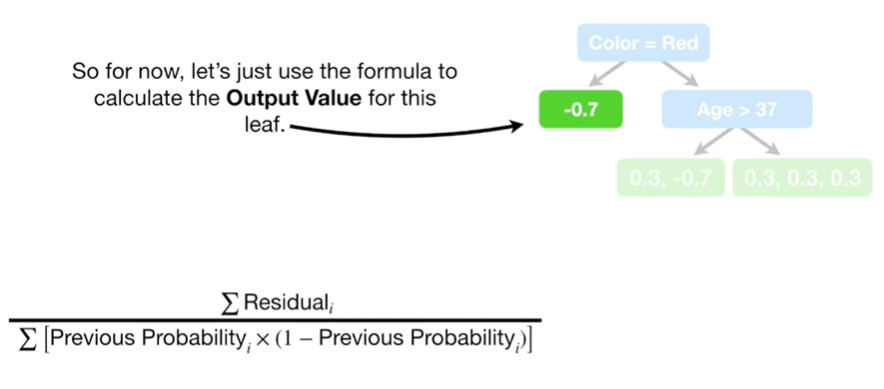 So for now, let's just use the formula to
calculate the Output Value for this
leaf.
Color = Red
-0.7
Age > 37
0.3, -0.7
0.3, 0.3, 0.3
∑ Residualᵢ
∑ [Previous Probabilityᵢ × (1 − Previous Probabilityᵢ)]